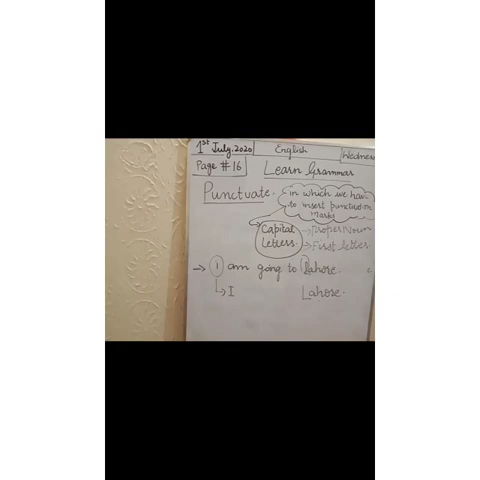 1st July.2020 English Wednes
Page #16 Learn Grammar
Punctuate. in which we have
to insert punctuation
marks
Capital → Proper Noun
letters → First letter
→ i am going to lahore.
↳ I Lahore.